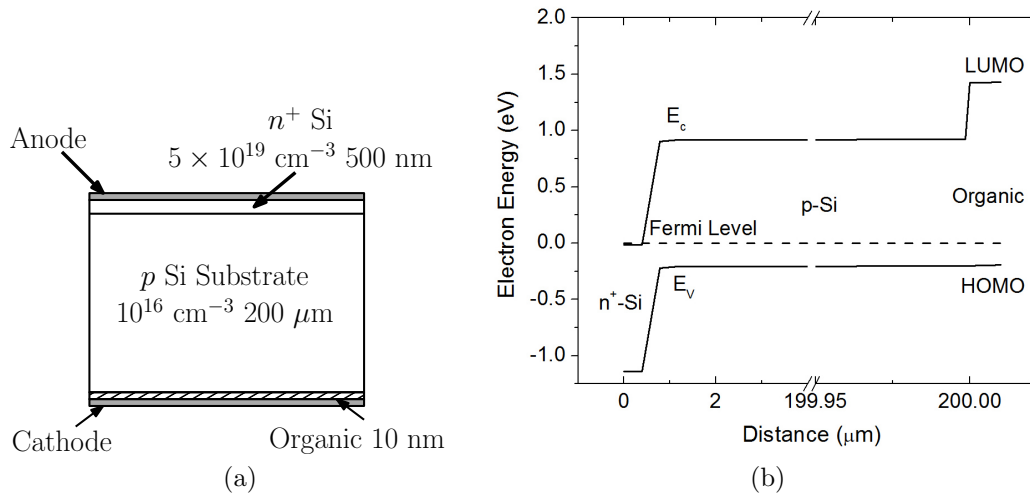 n⁺ Si
5 × 10¹⁹ cm⁻³ 500 nm
Anode
p Si Substrate
10¹⁶ cm⁻³ 200 μm
Cathode
Organic 10 nm
(a)
Electron Energy (eV)
2.0
1.5
1.0
0.5
0.0
-0.5
-1.0
LUMO
E_c
p-Si
Organic
Fermi Level
n⁺-Si
E_V
HOMO
0
2
199.95
200.00
Distance (μm)
(b)